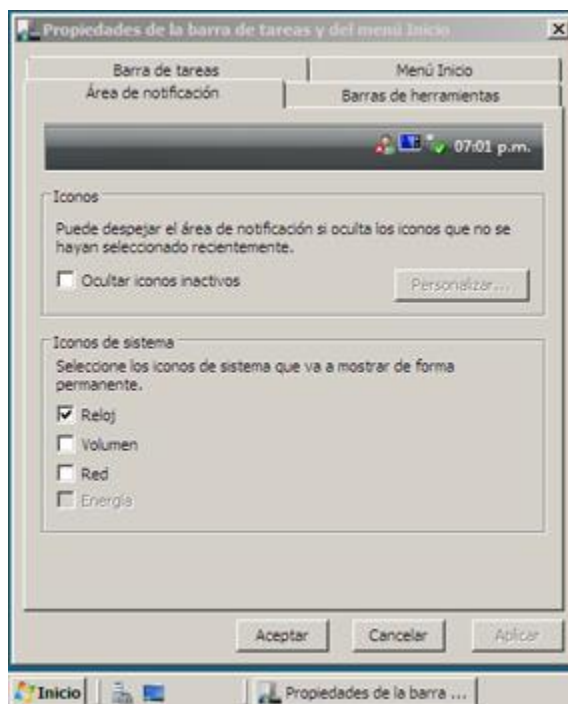 Propiedades de la barra de tareas y del menú Inicio
Barra de tareas
Menú Inicio
Área de notificación
Barras de herramientas
07:01 p.m.
Iconos
Puede despejar el área de notificación si oculta los iconos que no se
hayan seleccionado recientemente.
Ocultar iconos inactivos
Personalizar...
Iconos de sistema
Seleccione los iconos de sistema que va a mostrar de forma
permanente.
Reloj
Volumen
Red
Energía
Aceptar
Cancelar
Aplicar
Inicio
Propiedades de la barra ...